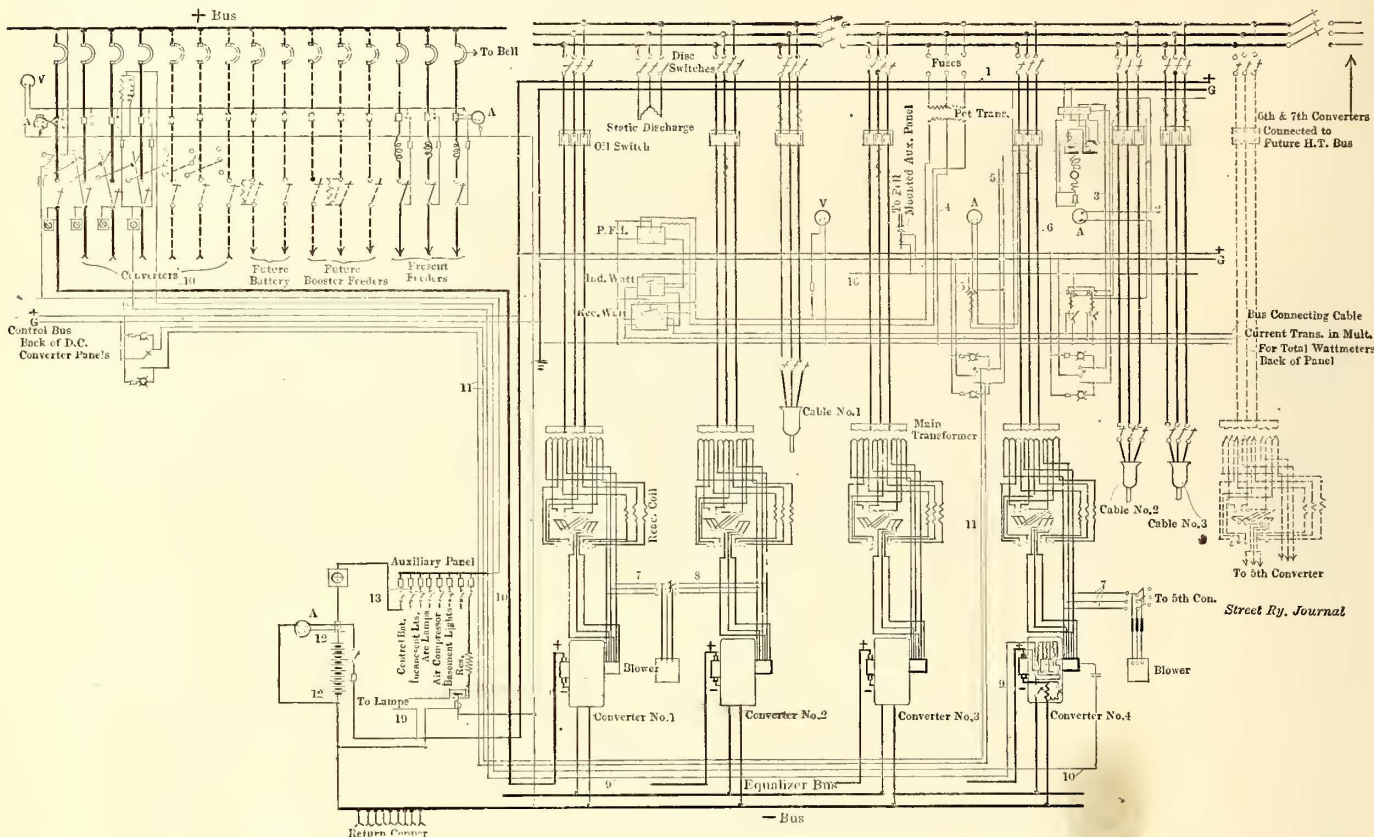 + Bus
To Bell
V
A
A
Disc
Switches
Fuses
1
+
G
Static Discharge
Pot Trans.
Oil Switch
Mounted Aux. Panel
6th & 7th Converters
Connected to
Future H.T. Bus
V
A
A
3
4
5
6
P.F.I.
Ind. Watt
Rec. Watt
+
G
Converters
10
Future
Battery
Future
Booster Feeders
Present
Feeders
+
G
Control Bus
Back of D.C.
Converter Panels
Bus Connecting Cable
Current Trans. in Mult.
For Total Wattmeters
Back of Panel
11
Cable No.1
Main
Transformer
Reac. Coil
11
Cable No.2
Cable No.3
To 5th Converter
Auxiliary Panel
13
10
7
8
7
To 5th Con.
Street Ry. Journal
A
12
12
Control Bat.
Incandescent Lts.
Arc Lamps
Air Compressor
Basement Lights
Res.
To Lamps
19
+
−
Blower
+
−
+
−
9
+
−
Blower
Converter No.1
Converter No.2
Converter No.3
Converter No.4
10
9
Equalizer Bus
− Bus
Return Copper